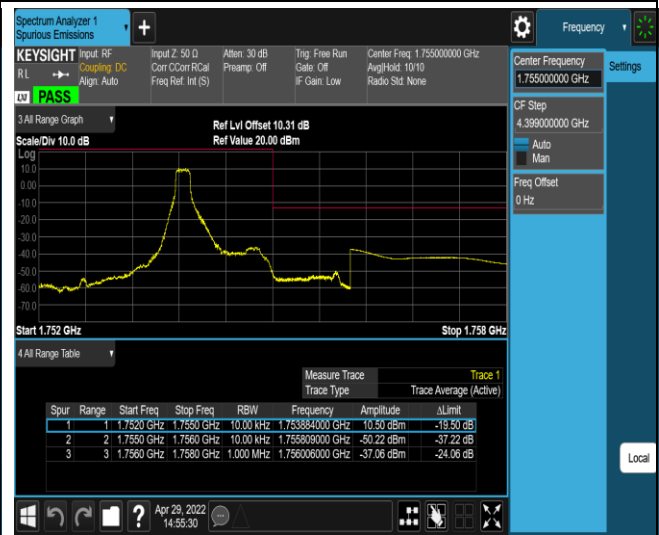 Spectrum Analyzer 1
Spurious Emissions
Frequency
KEYSIGHT
RL
LXI
PASS
Input: RF
Coupling: DC
Align: Auto
Input Z: 50 Ω
Corr CCorr RCal
Freq Ref: Int (S)
Atten: 30 dB
Preamp: Off
Trig: Free Run
Gate: Off
IF Gain: Low
Center Freq: 1.755000000 GHz
Avg|Hold: 10/10
Radio Std: None
Center Frequency
1.755000000 GHz
Settings
CF Step
4.399000000 GHz
Auto
Man
Freq Offset
0 Hz
3 All Range Graph
Scale/Div 10.0 dB
Ref Lvl Offset 10.31 dB
Ref Value 20.00 dBm
Log
10.0
0.00
-10.0
-20.0
-30.0
-40.0
-50.0
-60.0
-70.0
Start 1.752 GHz
Stop 1.758 GHz
4 All Range Table
Measure Trace Trace 1
Trace Type Trace Average (Active)
Spur Range Start Freq Stop Freq RBW Frequency Amplitude ΔLimit
1 1 1.7520 GHz 1.7550 GHz 10.00 kHz 1.753884000 GHz 10.50 dBm -19.50 dB
2 2 1.7550 GHz 1.7560 GHz 10.00 kHz 1.755809000 GHz -50.22 dBm -37.22 dB
3 3 1.7560 GHz 1.7580 GHz 1.000 MHz 1.756006000 GHz -37.06 dBm -24.06 dB
Local
Apr 29, 2022
14:55:30